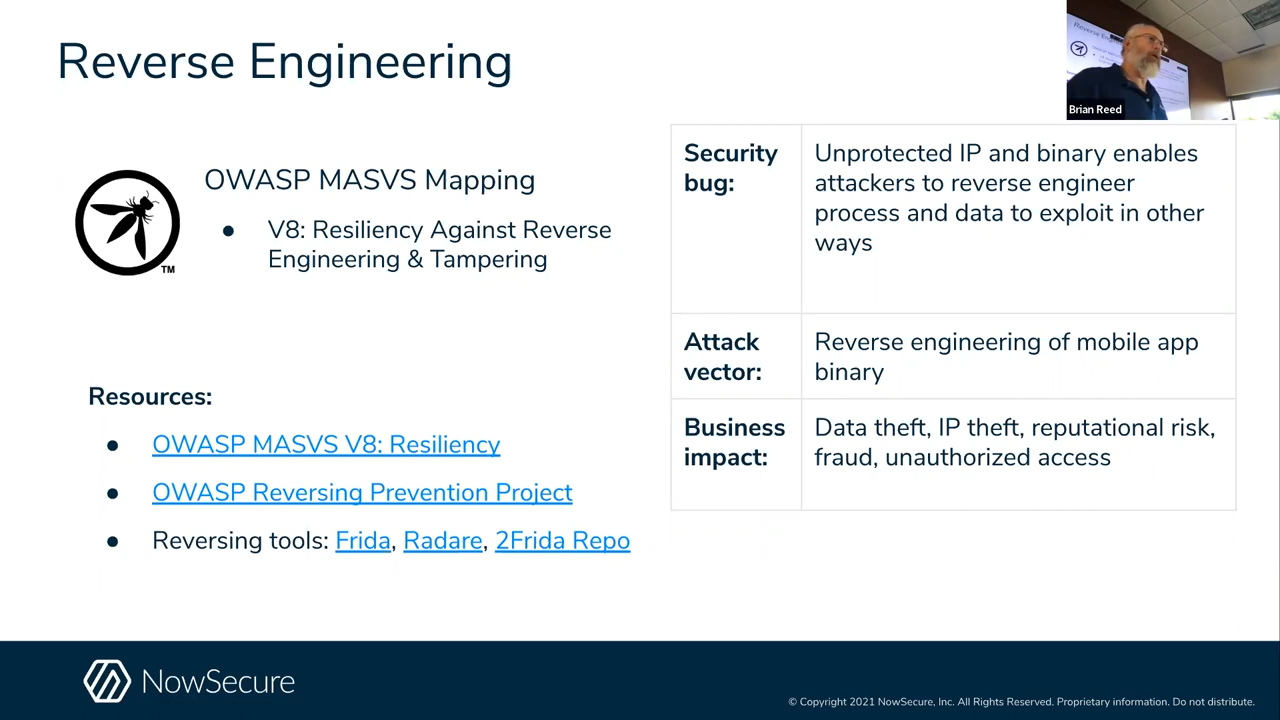 Reverse Engineering
Brian Reed
OWASP MASVS Mapping
● V8: Resiliency Against Reverse
Engineering & Tampering
TM
Resources:
● OWASP MASVS V8: Resiliency
● OWASP Reversing Prevention Project
● Reversing tools: Frida, Radare, 2Frida Repo
Security
bug:
Unprotected IP and binary enables
attackers to reverse engineer
process and data to exploit in other
ways
Attack
vector:
Reverse engineering of mobile app
binary
Business
impact:
Data theft, IP theft, reputational risk,
fraud, unauthorized access
NowSecure
© Copyright 2021 NowSecure, Inc. All Rights Reserved. Proprietary information. Do not distribute.